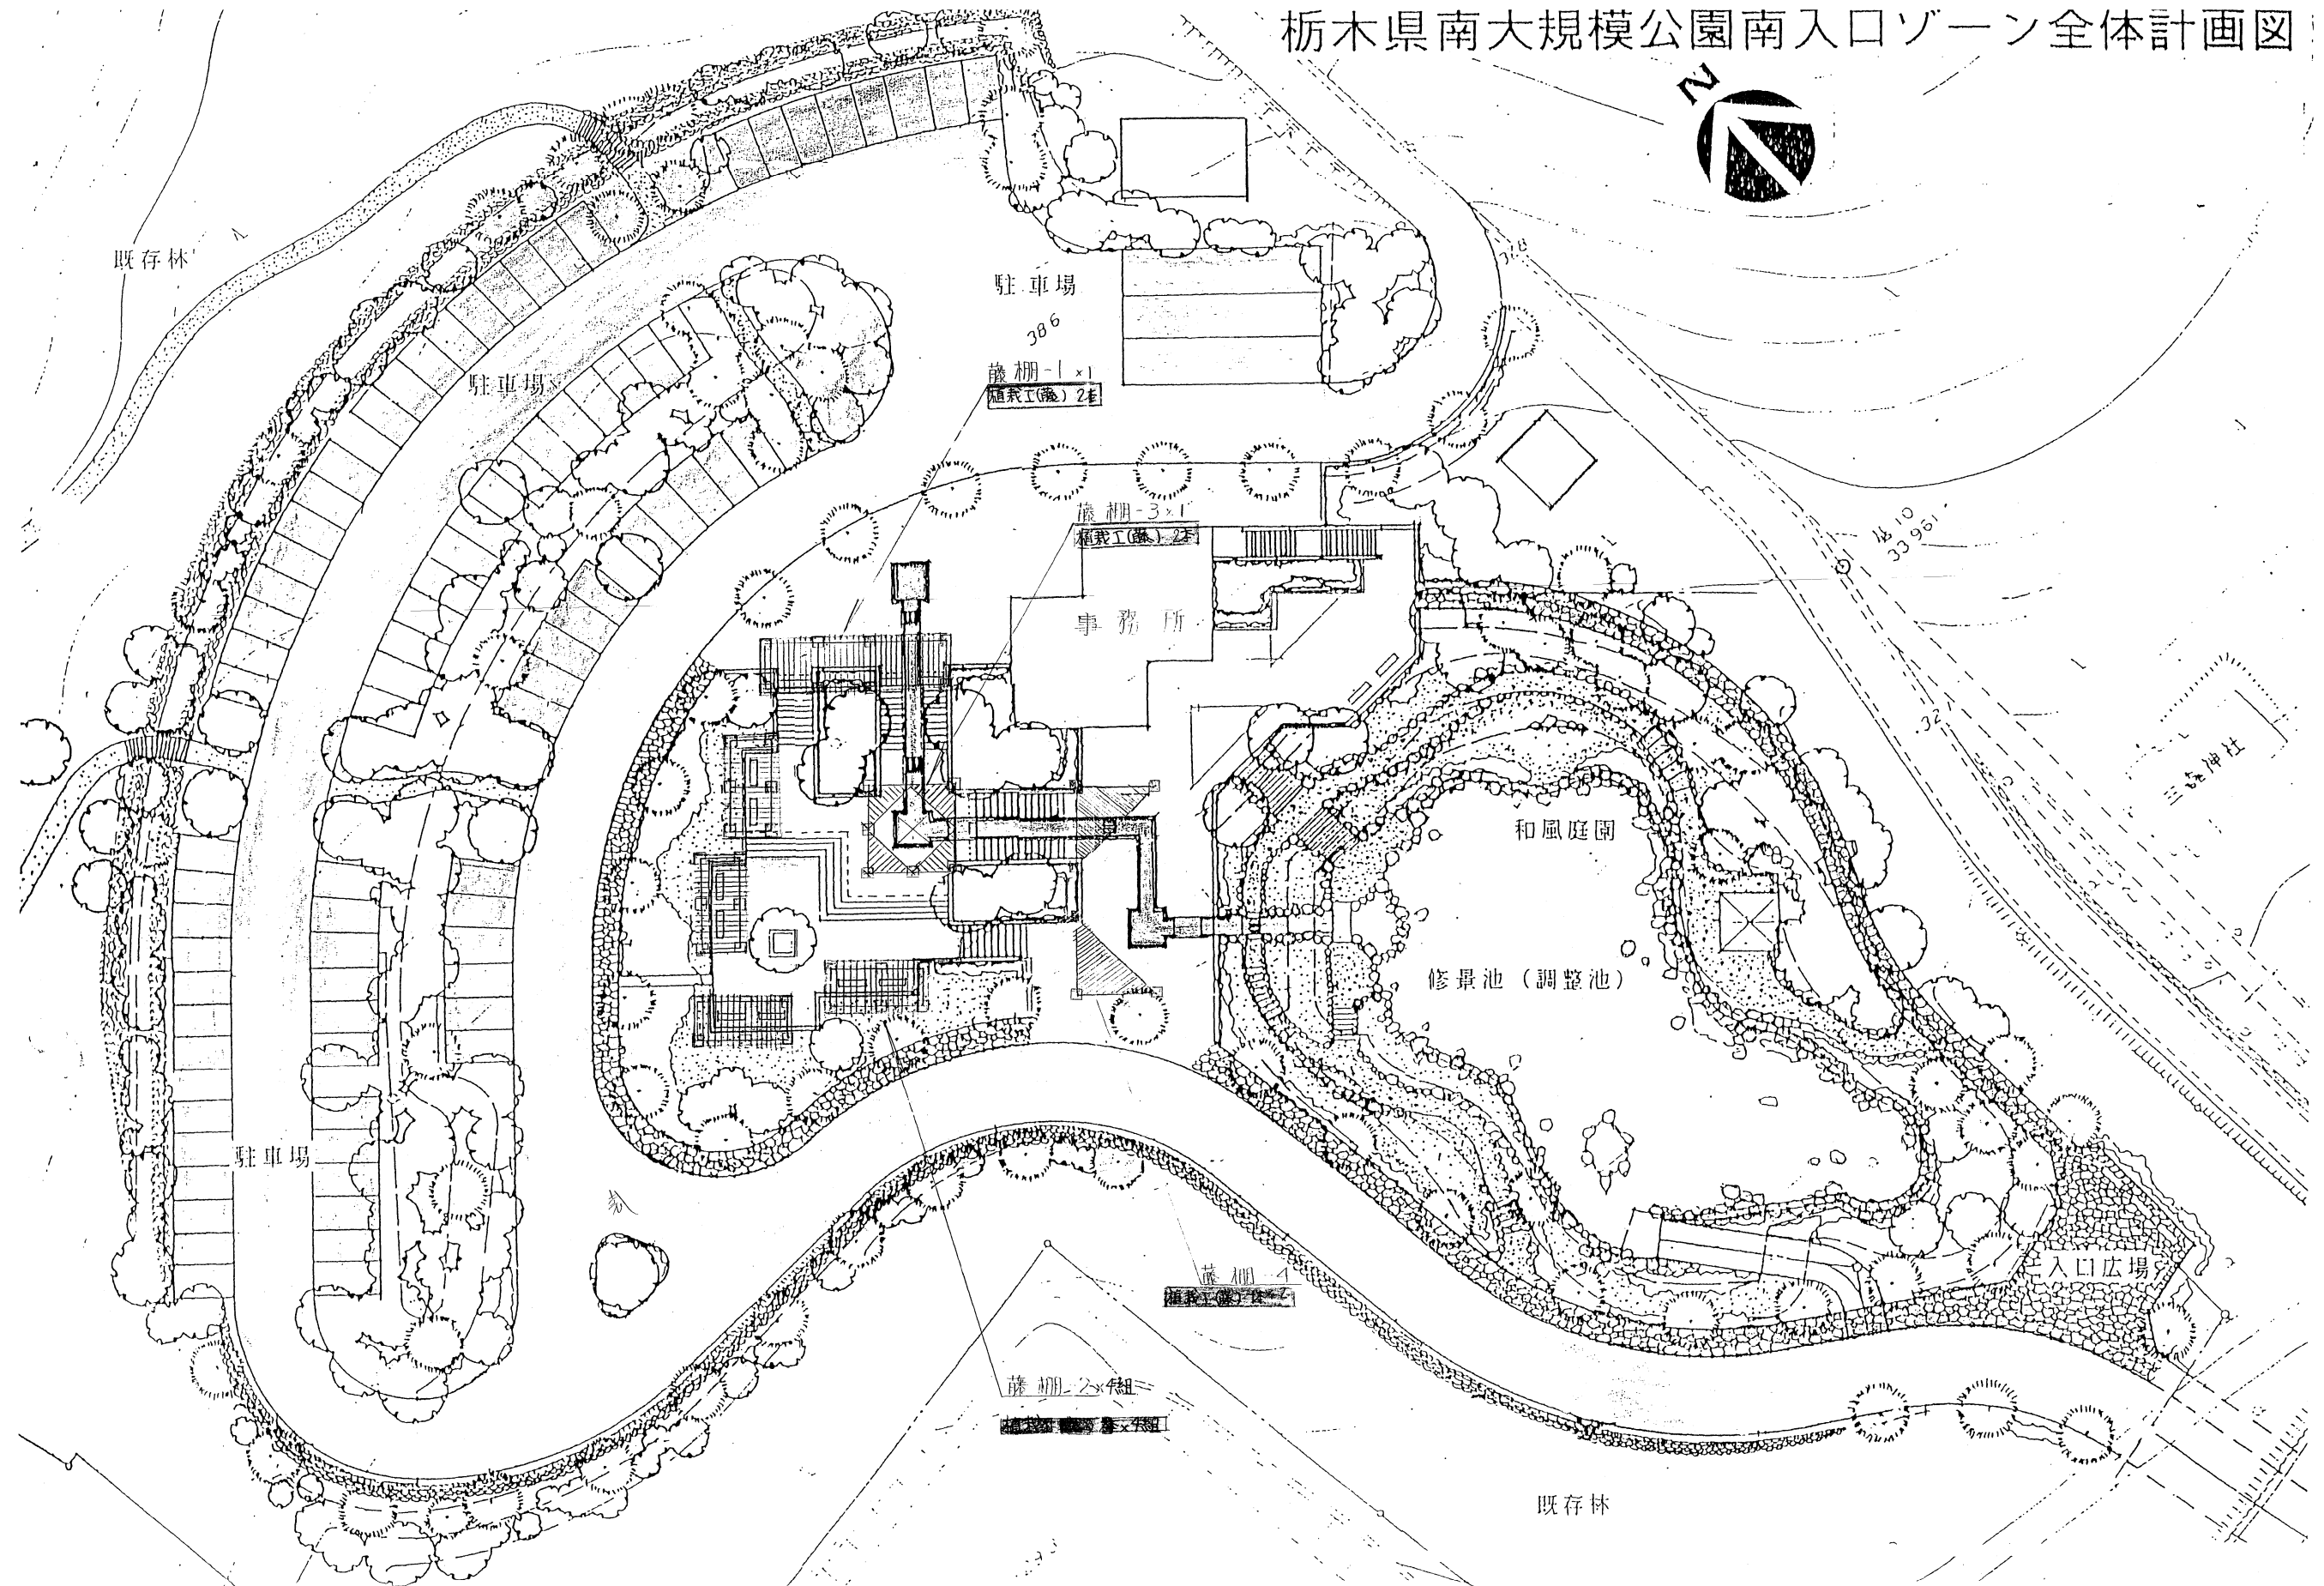 栃木県南大規模公園南入口ゾーン全体計画図
N
既存林
駐車場
386
駐車場
藤棚-1 ×1
植栽工(藤) 2本
藤棚-3×1
植栽工(藤) 2本
事務所
和風庭園
修景池（調整池）
駐車場
入口広場
藤棚-4
藤棚-2×4組
既存林